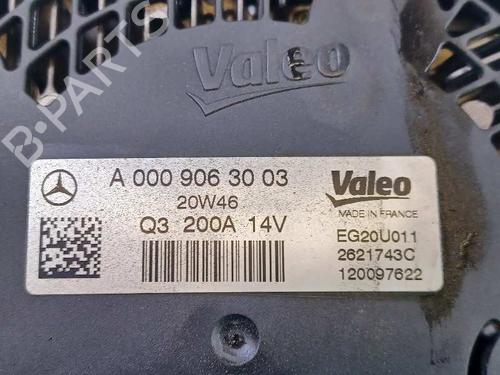 Valeo
B-PARTS
A 000 906 30 03
20W46
Q3 200A 14V
Valeo
MADE IN FRANCE
EG20U011
2621743C
120097622